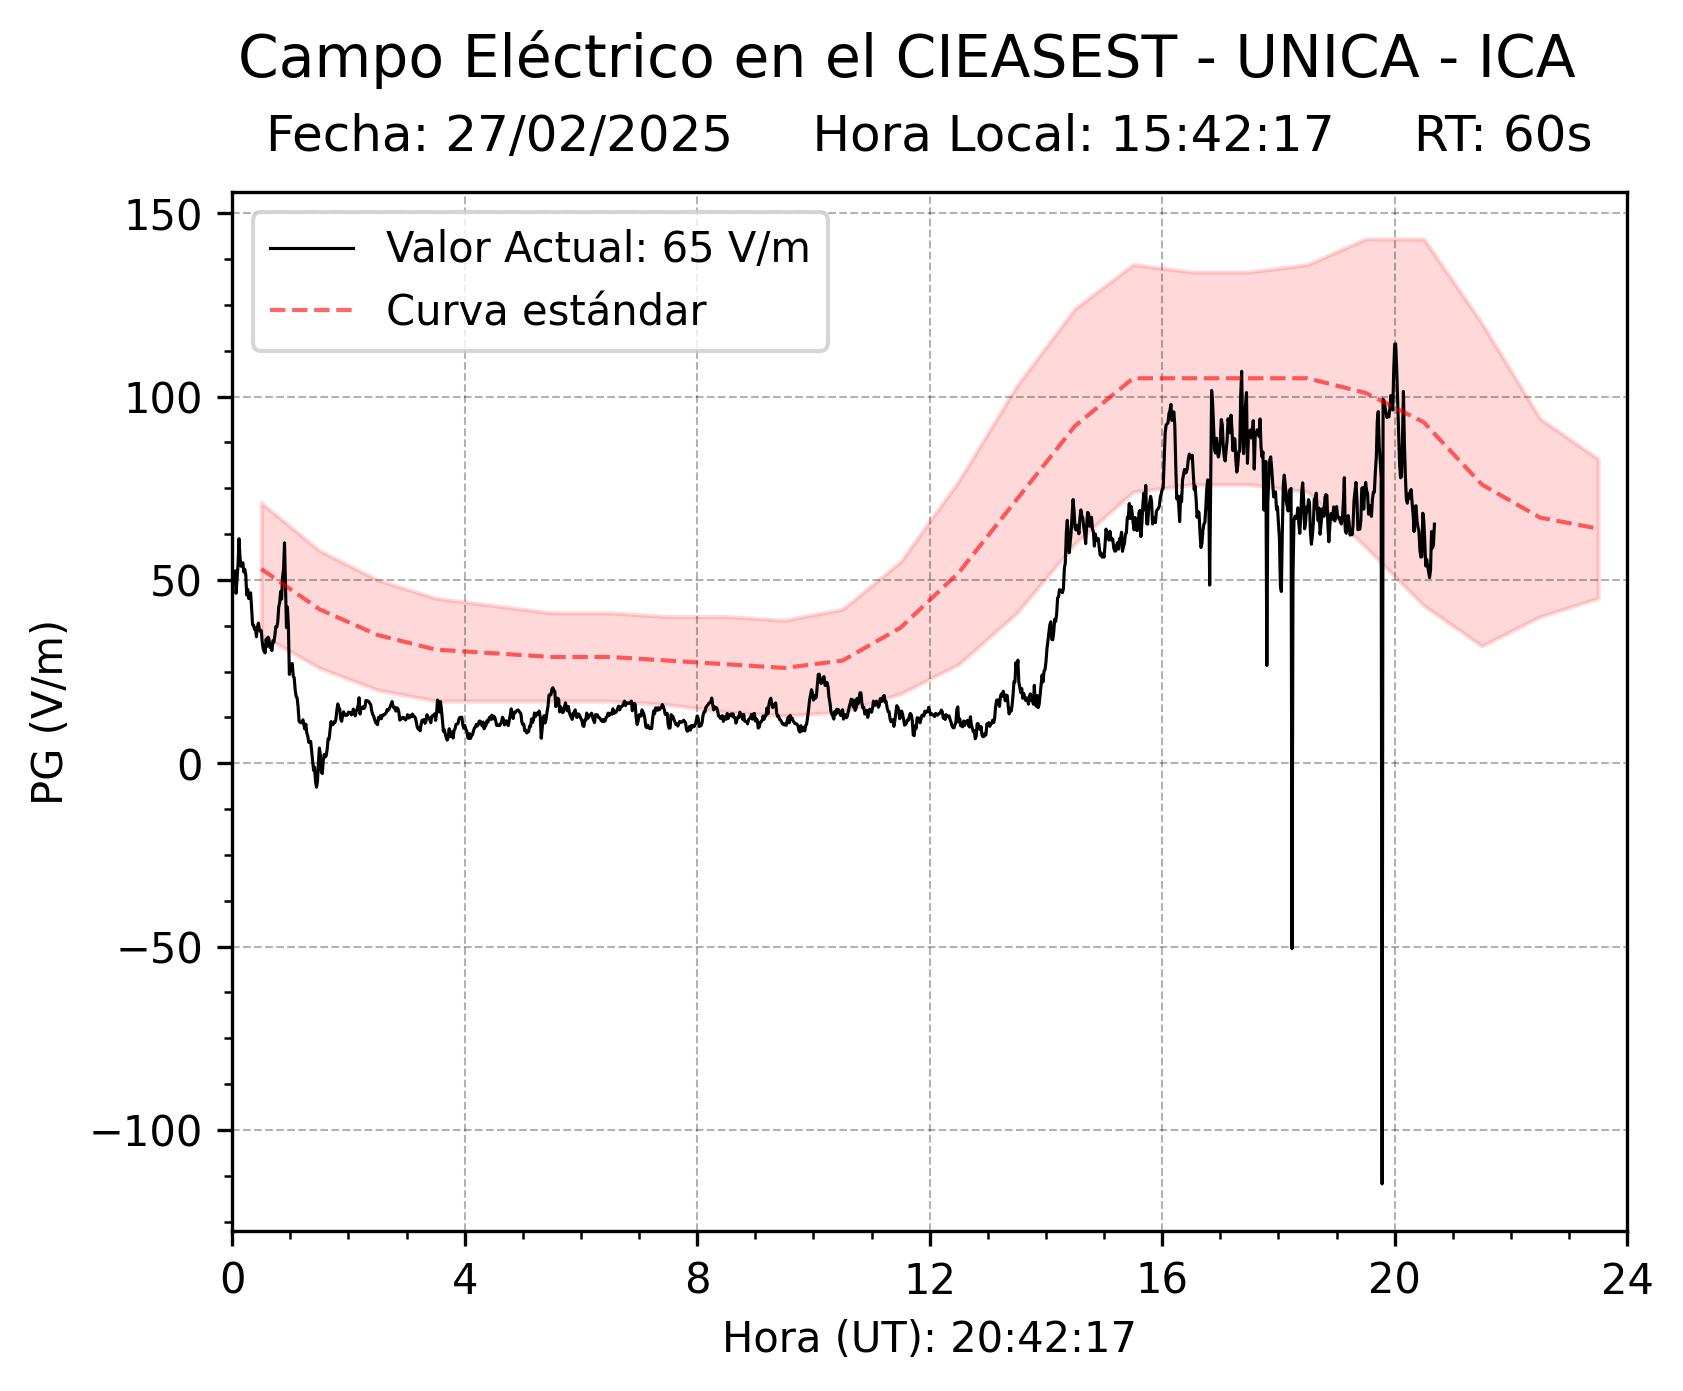 Campo Eléctrico en el CIEASEST - UNICA - ICA
Fecha: 27/02/2025 Hora Local: 15:42:17 RT: 60s
Valor Actual: 65 V/m
Curva estándar
PG (V/m)
150
100
50
0
−50
−100
0 4 8 12 16 20 24
Hora (UT): 20:42:17